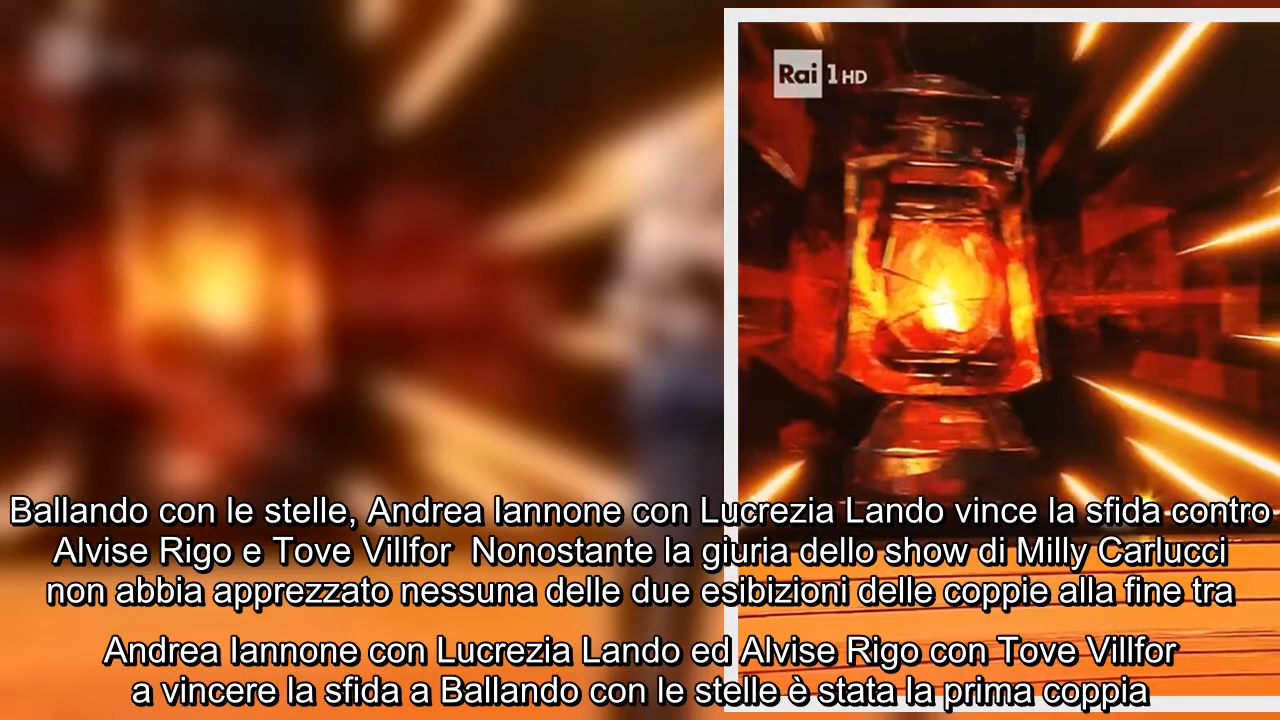 Rai 1 HD
Ballando con le stelle, Andrea Iannone con Lucrezia Lando vince la sfida contro
Alvise Rigo e Tove Villfor  Nonostante la giuria dello show di Milly Carlucci
non abbia apprezzato nessuna delle due esibizioni delle coppie alla fine tra
Andrea Iannone con Lucrezia Lando ed Alvise Rigo con Tove Villfor
a vincere la sfida a Ballando con le stelle è stata la prima coppia